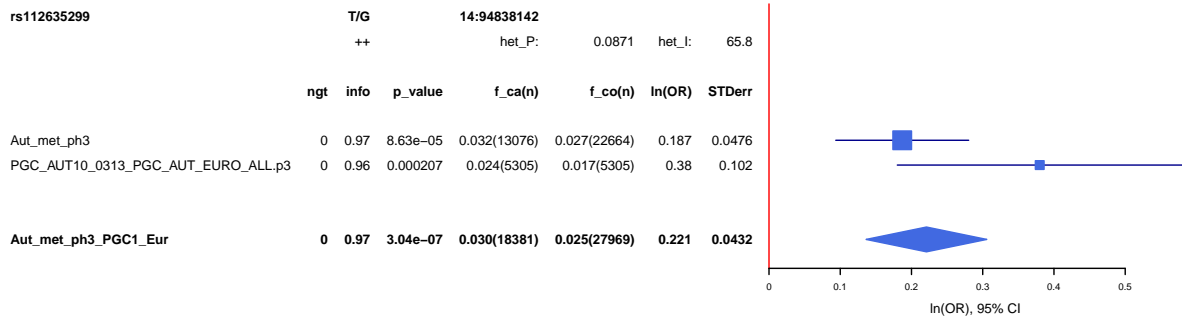 rs112635299 T/G 14:94838142
++ het_P: 0.0871 het_I: 65.8
ngt info p_value f_ca(n) f_co(n) ln(OR) STDerr
Aut_met_ph3 0 0.97 8.63e−05 0.032(13076) 0.027(22664) 0.187 0.0476
PGC_AUT10_0313_PGC_AUT_EURO_ALL.p3 0 0.96 0.000207 0.024(5305) 0.017(5305) 0.38 0.102
Aut_met_ph3_PGC1_Eur 0 0.97 3.04e−07 0.030(18381) 0.025(27969) 0.221 0.0432
0 0.1 0.2 0.3 0.4 0.5
ln(OR), 95% CI